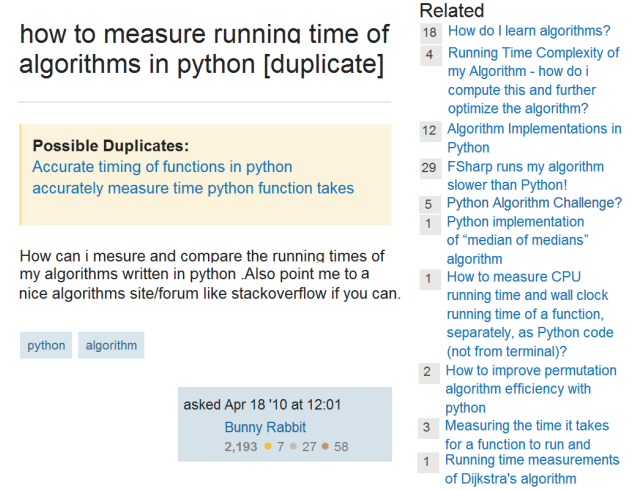 how to measure running time of
algorithms in python [duplicate]
Possible Duplicates:
Accurate timing of functions in python
accurately measure time python function takes
How can i mesure and compare the running times of
my algorithms written in python .Also point me to a
nice algorithms site/forum like stackoverflow if you can.
python algorithm
asked Apr 18 '10 at 12:01
Bunny Rabbit
2,193 7 27 58
Related
18 How do I learn algorithms?
4 Running Time Complexity of
my Algorithm - how do i
compute this and further
optimize the algorithm?
12 Algorithm Implementations in
Python
29 FSharp runs my algorithm
slower than Python!
5 Python Algorithm Challenge?
1 Python implementation
of "median of medians"
algorithm
1 How to measure CPU
running time and wall clock
running time of a function,
separately, as Python code
(not from terminal)?
2 How to improve permutation
algorithm efficiency with
python
3 Measuring the time it takes
for a function to run and
1 Running time measurements
of Dijkstra's algorithm